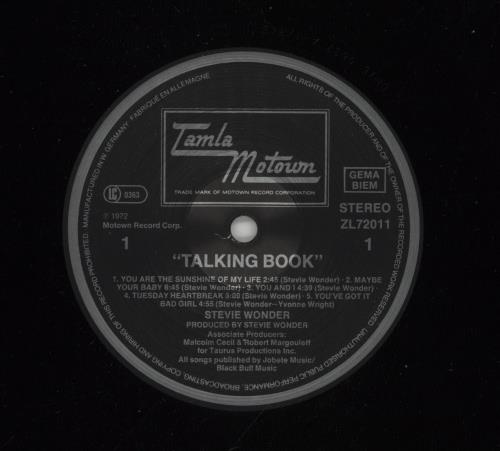 MANUFACTURED IN W. GERMANY. FABRIQUÉ EN ALLEMAGNE
ALL RIGHTS OF THE PRODUCER AND OF THE OWNER OF THE RECORDED WORK RESERVED. UNAUTHORISED PUBLIC PERFORMANCE, BROADCASTING, COPYING AND HIRING OF THIS RECORD PROHIBITED.
Tamla
Motown
TRADE MARK OF MOTOWN RECORD CORPORATION
LC 0363
GEMA
BIEM
℗ 1972
Motown Record Corp.
STEREO
ZL72011
1
1
"TALKING BOOK"
1. YOU ARE THE SUNSHINE OF MY LIFE 2:45 (Stevie Wonder) · 2. MAYBE
YOUR BABY 6:45 (Stevie Wonder) · 3. YOU AND I 4:39 (Stevie Wonder)
4. TUESDAY HEARTBREAK 3:09 (Stevie Wonder) · 5. YOU'VE GOT IT
BAD GIRL 4:55 (Stevie Wonder–Yvonne Wright)
STEVIE WONDER
PRODUCED BY STEVIE WONDER
Associate Producers:
Malcolm Cecil & Robert Margouleff
for Taurus Productions Inc.
All songs published by Jobete Music/
Black Bull Music